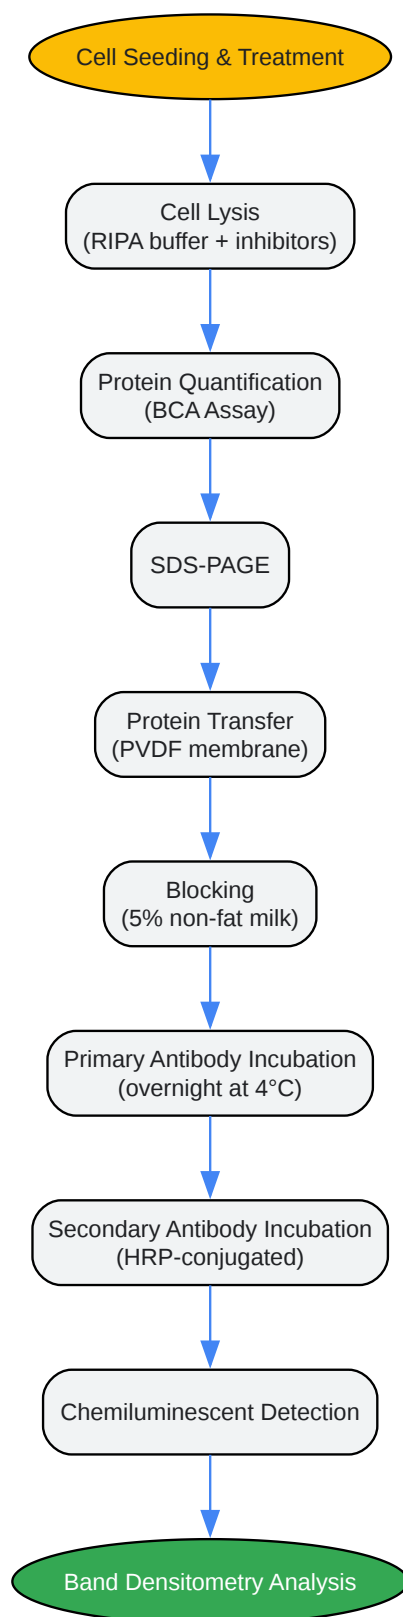 Cell Seeding & Treatment
Cell Lysis
(RIPA buffer + inhibitors)
Protein Quantification
(BCA Assay)
SDS-PAGE
Protein Transfer
(PVDF membrane)
Blocking
(5% non-fat milk)
Primary Antibody Incubation
(overnight at 4°C)
Secondary Antibody Incubation
(HRP-conjugated)
Chemiluminescent Detection
Band Densitometry Analysis